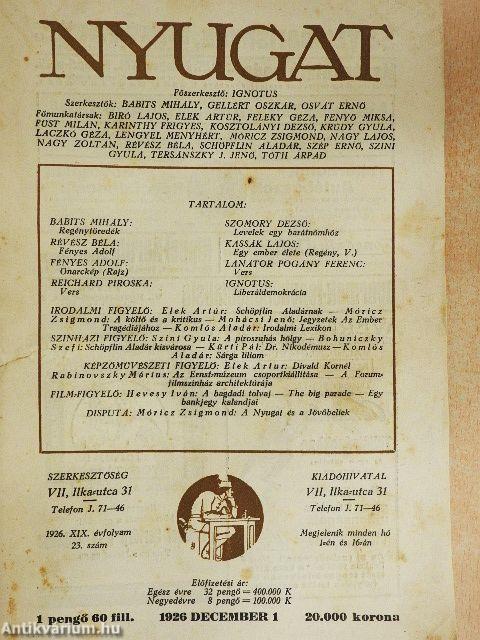 NYUGAT
Főszerkesztő: IGNOTUS
Szerkesztők: BABITS MIHÁLY, GELLÉRT OSZKÁR, OSVÁT ERNŐ
Főmunkatársak: BIRÓ LAJOS, ELEK ARTUR, FELEKY GÉZA, FENYŐ MIKSA,
FÜST MILÁN, KARINTHY FRIGYES, KOSZTOLÁNYI DEZSŐ, KRÚDY GYULA,
LACZKÓ GÉZA, LENGYEL MENYHÉRT, MÓRICZ ZSIGMOND, NAGY LAJOS,
NAGY ZOLTÁN, RÉVÉSZ BÉLA, SCHÖPFLIN ALADÁR, SZÉP ERNŐ, SZINI
GYULA, TERSÁNSZKY J. JENŐ, TÓTH ÁRPÁD
TARTALOM:
BABITS MIHÁLY:
Regénytöredék
RÉVÉSZ BÉLA:
Fényes Adolf
FÉNYES ADOLF:
Önarckép (Rajz)
REICHARD PIROSKA:
Vers
SZOMORY DEZSŐ:
Levelek egy barátnőmhöz
KASSÁK LAJOS:
Egy ember élete (Regény, V.)
LÁNÁTOR POGÁNY FERENC:
Vers
IGNOTUS:
Liberáldemokrácia
IRODALMI FIGYELŐ: Elek Artúr: Schöpflin Aladárnak — Móricz
Zsigmond: A költő és a kritikus — Mohácsi Jenő: Jegyzetek Az Ember
Tragédiájához — Komlós Aladár: Irodalmi Lexikon
SZINHÁZI FIGYELŐ: Szini Gyula: A pirosruhás hölgy — Bohuniczky
Szefi: Schöpflin Aladár kisvárosa — Kárti Pál: Dr. Nikodémusz — Komlós
Aladár: Sárga liliom
KÉPZŐMŰVÉSZETI FIGYELŐ: Elek Artur: Divald Kornél
Rabinovszky Márius: Az Ernst-múzeum csoportkiállítása — A Forum-
filmszinház architektúrája
FILM-FIGYELŐ: Hevesy Iván: A bagdadi tolvaj — The big parade — Egy
bankjegy kalandjai
DISPUTA: Móricz Zsigmond: A Nyugat és a Jövőbeliek
SZERKESZTŐSÉG
VII, Ilka-utca 31
Telefon J. 71—46
1926. XIX. évfolyam
23. szám
KIADÓHIVATAL
VII, Ilka-utca 31
Telefon J. 71—46
Megjelenik minden hó
1-én és 16-án
Előfizetési ár:
Egész évre 32 pengő = 400.000 K
Negyedévre 8 pengő = 100.000 K
1 pengő 60 fill.
1926 DECEMBER 1
20.000 korona
Antikvárium.hu